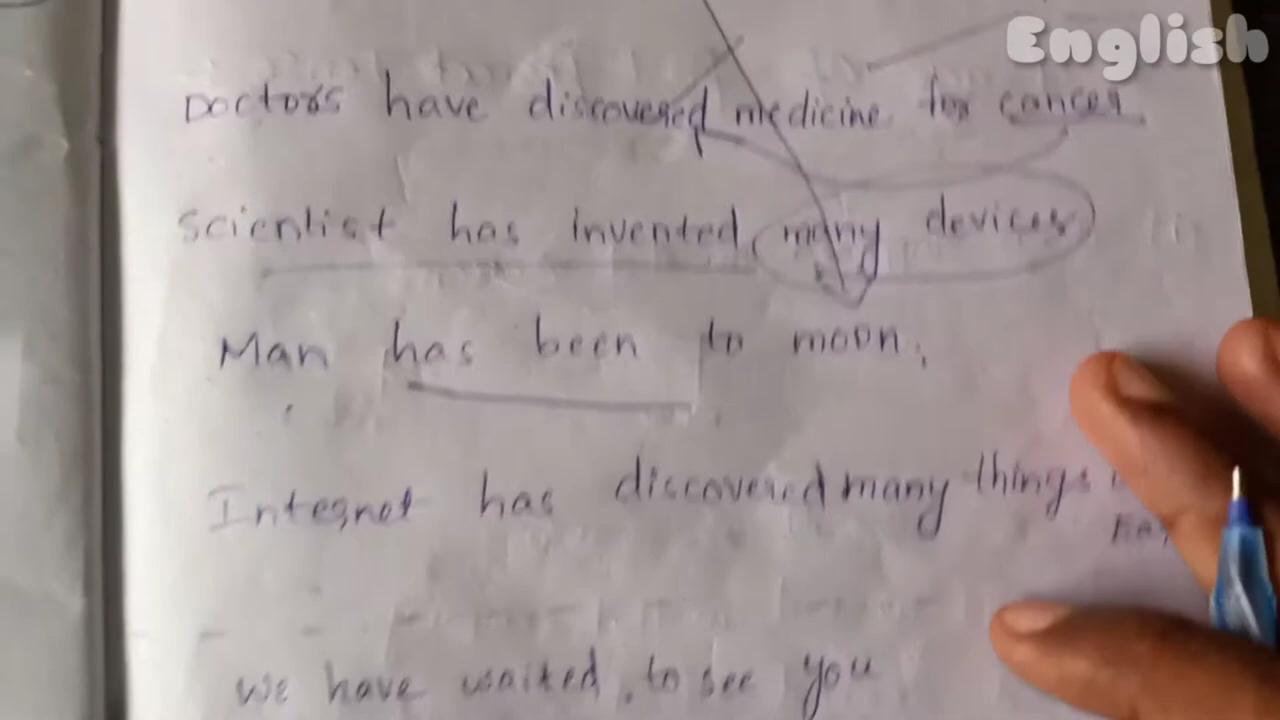 English
Doctors have discovered medicine for cancer
Scientist has invented many devices
Man has been to moon.
Internet has discovered many things
we have waited to see you